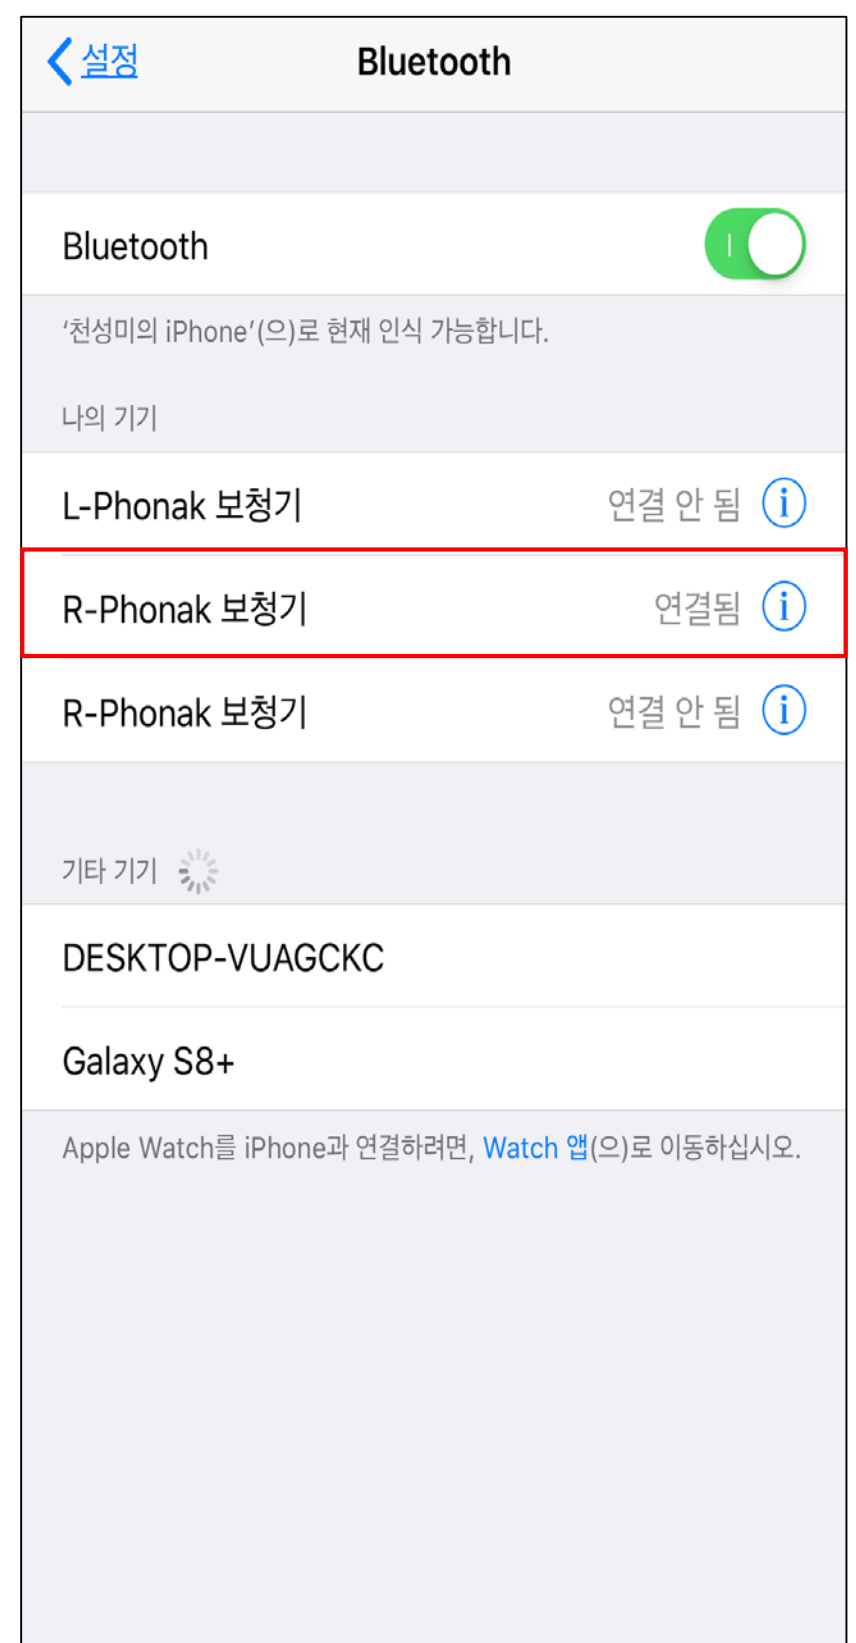 설정 Bluetooth
Bluetooth
‘천성미의 iPhone’(으)로 현재 인식 가능합니다.
나의 기기
L-Phonak 보청기 연결 안 됨
R-Phonak 보청기 연결됨
R-Phonak 보청기 연결 안 됨
기타 기기
DESKTOP-VUAGCKC
Galaxy S8+
Apple Watch를 iPhone과 연결하려면, Watch 앱(으)로 이동하십시오.